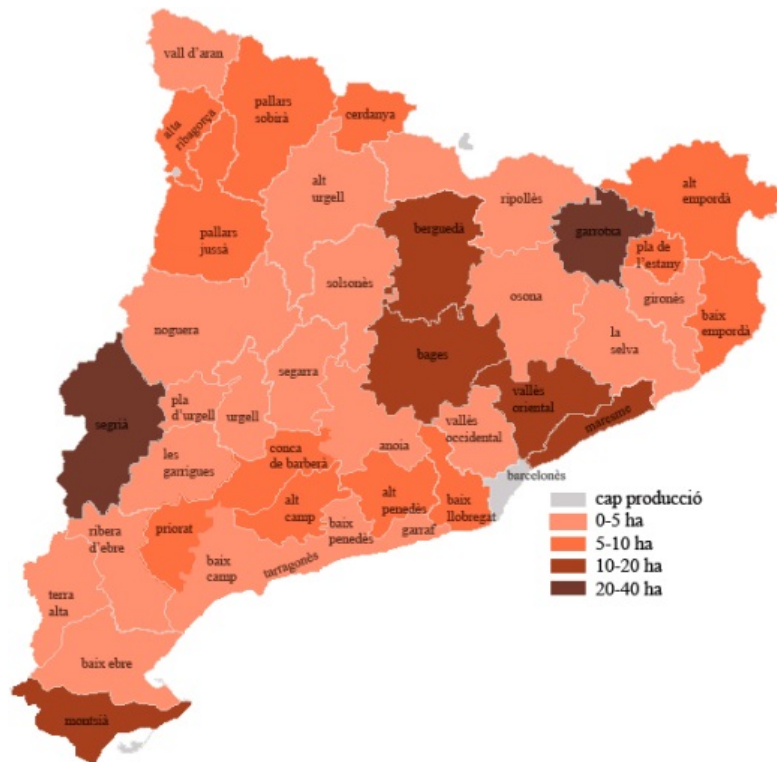 vall d'aran
pallars
sobirà
cerdanya
alta
ribagorça
alt
urgell
ripollès
alt
empordà
garrotxa
berguedà
pla de
l'estany
pallars
jussà
solsonès
osona
gironès
baix
empordà
noguera
la
selva
bages
segarra
vallès
oriental
maresme
pla
d'urgell
urgell
segrià
vallès
occidental
anoia
conca
de barberà
les
garrigues
barcelonès
alt
camp
alt
penedès
baix
llobregat
ribera
d'ebre
priorat
baix
penedès
garraf
baix
camp
tarragonès
terra
alta
baix ebre
montsià
cap producció
0-5 ha
5-10 ha
10-20 ha
20-40 ha